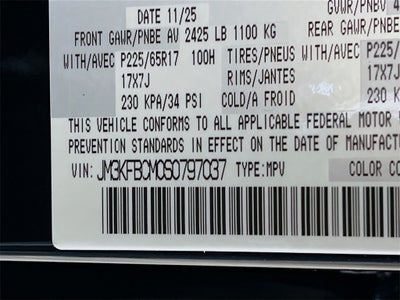 DATE 11/25 GVWR/PNBV 4
FRONT GAWR/PNBE AV 2425 LB 1100 KG REAR GAWR/PNBE
WITH/AVEC P225/65R17 100H TIRES/PNEUS WITH/AVEC P225/
17X7J RIMS/JANTES 17X7J
230 KPA/34 PSI COLD/A FROID 230 K
THIS VEHICLE CONFORMS TO ALL APPLICABLE FEDERAL MOTOR
PREVENTION STANDARDS IN EFFECT ON THE DATE OF MANUFACTU
VIN: JM3KFBCM0S0797037 TYPE:MPV COLOR CO